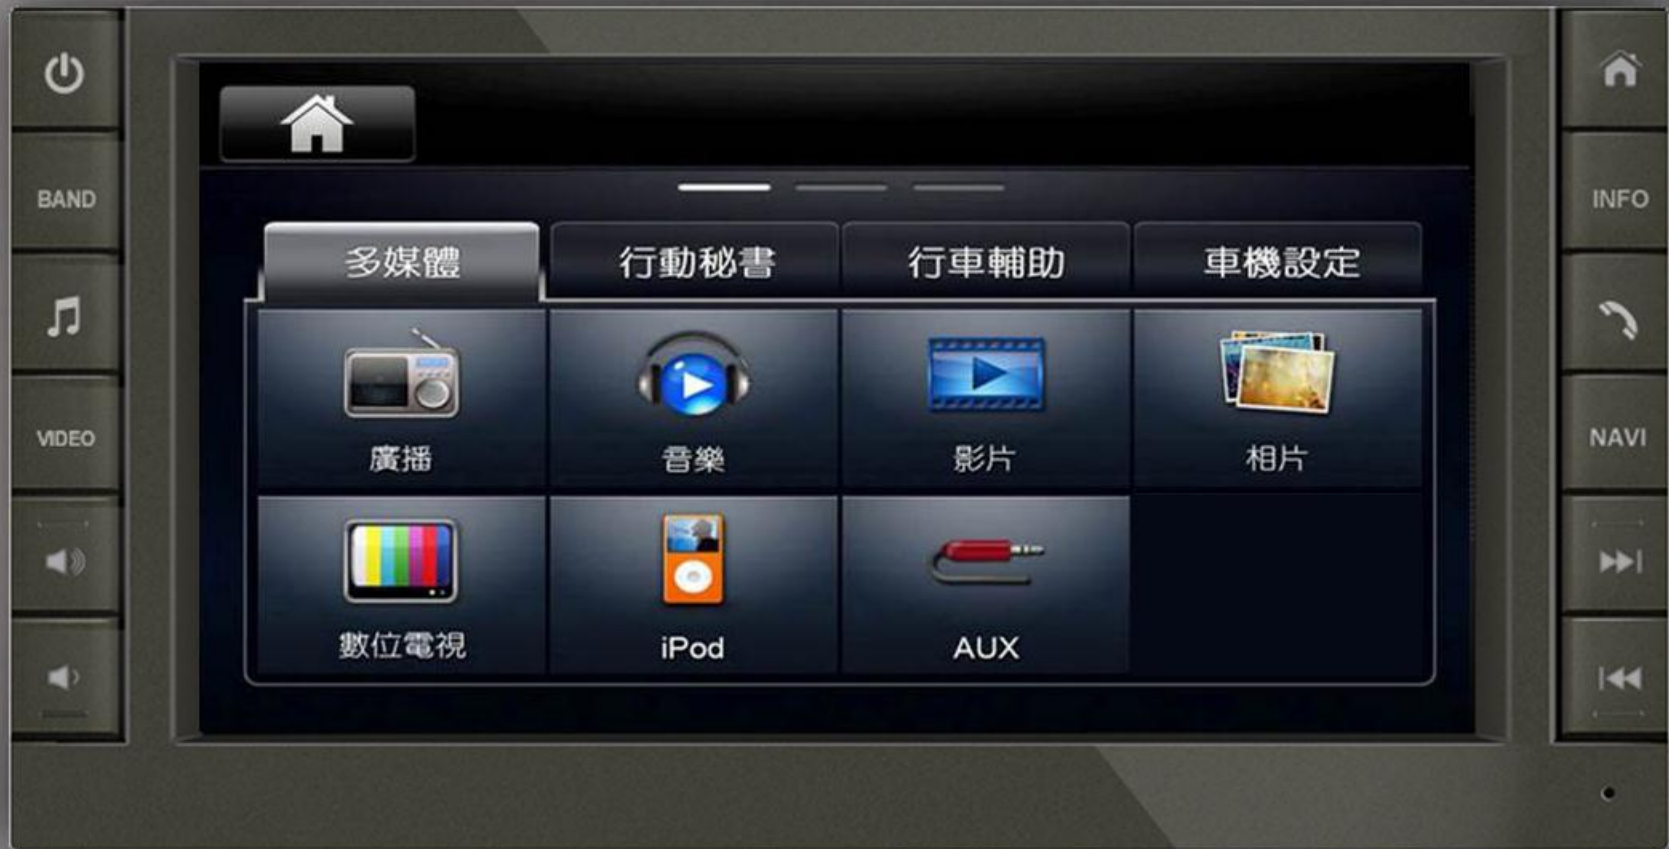 BAND
INFO
多媒體
行動秘書
行車輔助
車機設定
VIDEO
NAVI
廣播
音樂
影片
相片
數位電視
iPod
AUX